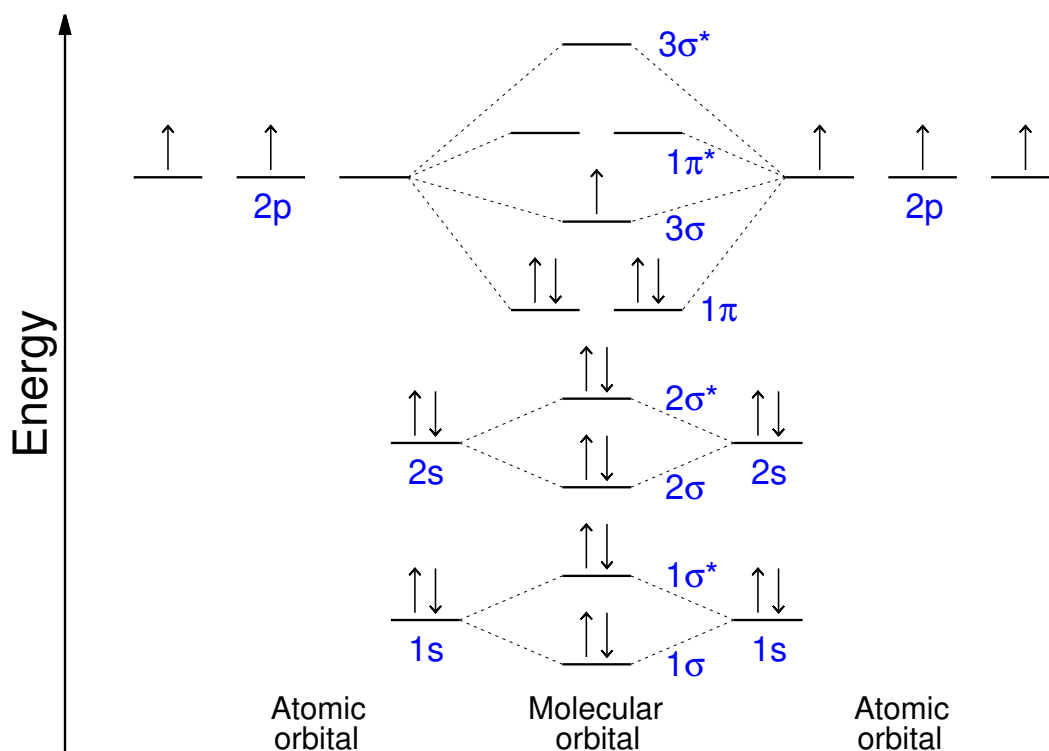 3σ*
1π*
2p
3σ
2p
1π
2σ*
2s
2σ
2s
1σ*
1s
1σ
1s
Energy
Atomic
orbital
Molecular
orbital
Atomic
orbital